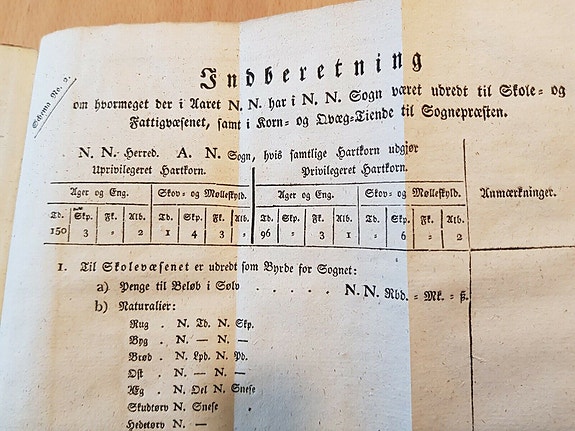 Schema No. 2.
Indberetning
om hvormeget der i Aaret N. N. har i N. N. Sogn været udredt til Skole- og
Fattigvæsenet, samt i Korn- og Qvæg-Tiende til Sognepræsten.
N. N. Herred. A. N. Sogn, hvis samtlige Hartkorn udgjør
Uprivilegeret Hartkorn. Privilegeret Hartkorn.
Ager og Eng. Skov- og Mølleskyld. Ager og Eng. Skov- og Mølleskyld. Anmærkninger.
Td. Skp. Fk. Alb. Td. Skp. Fk. Alb. Td. Skp. Fk. Alb. Td. Skp. Fk. Alb.
150 3 „ 2 1 4 3 „ 96 „ 3 1 „ 6 „ 2
1. Til Skolevæsenet er udredt som Byrde for Sognet:
a) Penge til Beløb i Sølv . . . . . N. N. Rbd. = Mk. = ß.
b) Naturalier:
Rug . N. Td. N. Skp.
Byg . N. — N. —
Brød . N. Lpd. N. Pd.
Ost . N. — N. —
Æg . N. Ool N. Snese
Skudtørv N. Snese .
Hedetørv N. —